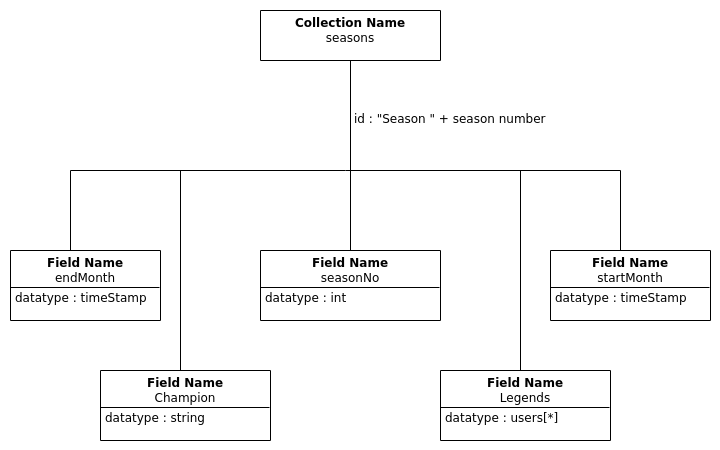 Collection Name
seasons
id : "Season " + season number
Field Name
endMonth
datatype : timeStamp
Field Name
seasonNo
datatype : int
Field Name
startMonth
datatype : timeStamp
Field Name
Champion
datatype : string
Field Name
Legends
datatype : users[*]